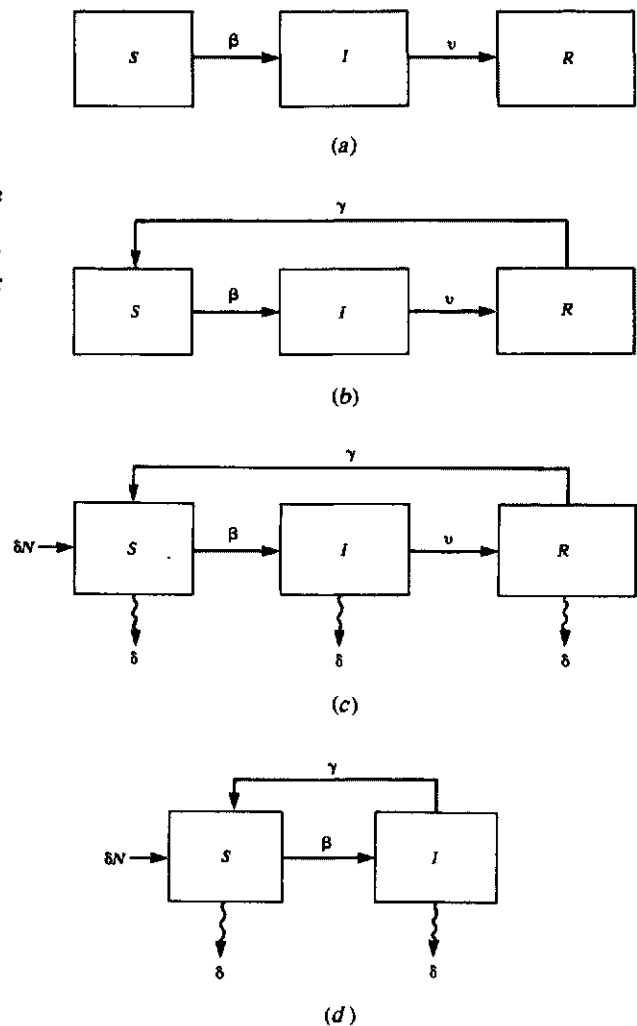 β υ
S I R
(a)
γ
β υ
S I R
(b)
γ
δN S β I υ R
δ δ δ
(c)
γ
δN S β I
δ δ
(d)